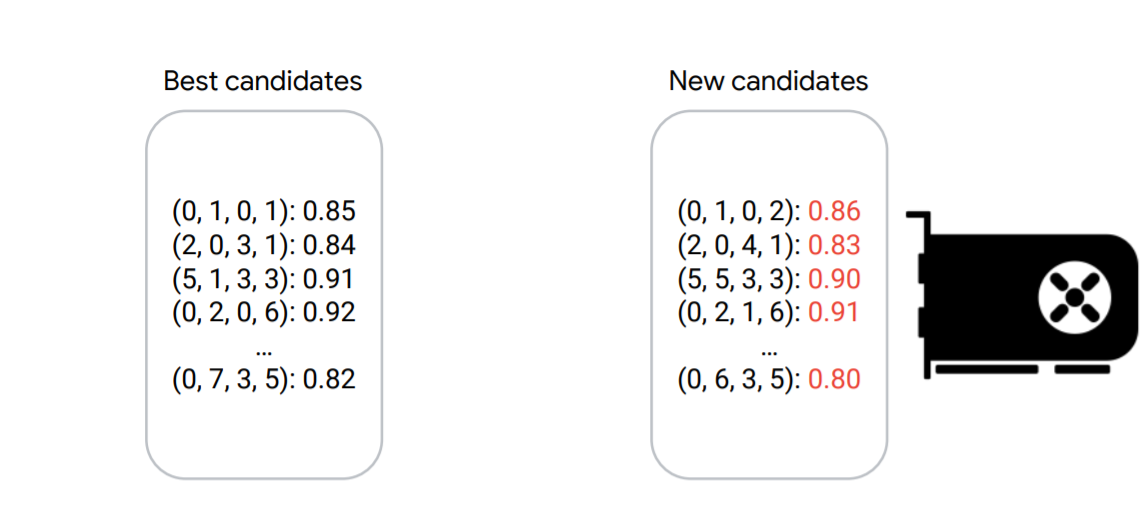 Best candidates
(0, 1, 0, 1): 0.85
(2, 0, 3, 1): 0.84
(5, 1, 3, 3): 0.91
(0, 2, 0, 6): 0.92
...
(0, 7, 3, 5): 0.82
New candidates
(0, 1, 0, 2): 0.86
(2, 0, 4, 1): 0.83
(5, 5, 3, 3): 0.90
(0, 2, 1, 6): 0.91
...
(0, 6, 3, 5): 0.80